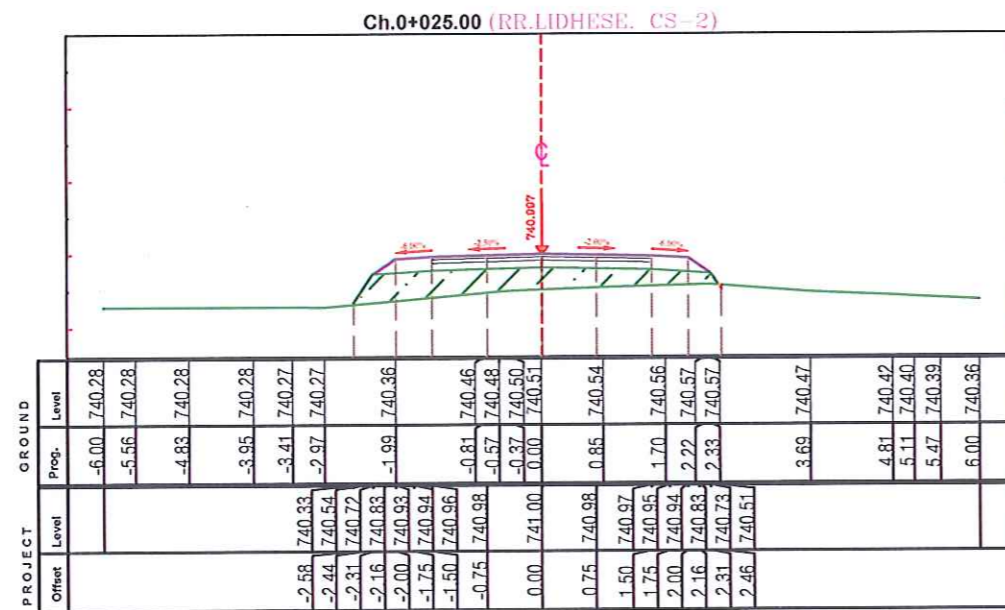 Ch.0+025.00 (RR.LIDHESE. CS-2)
740.997
GROUND
Level 740.28 740.28 740.28 740.28 740.27 740.27 740.36 740.46 740.48 740.50 740.51 740.54 740.56 740.57 740.57 740.47 740.42 740.40 740.39 740.36
Prog. -6.00 -5.56 -4.83 -3.95 -3.41 -2.97 -1.99 -0.81 -0.57 -0.37 0.00 0.85 1.70 2.22 2.33 3.69 4.81 5.11 5.47 6.00
PROJECT
Level 740.33 740.54 740.72 740.83 740.93 740.94 740.96 740.98 741.00 740.98 740.97 740.95 740.94 740.83 740.73 740.51
Offset -2.58 -2.44 -2.31 -2.16 -2.00 -1.75 -1.50 -0.75 0.00 0.75 1.50 1.75 2.00 2.16 2.31 2.46